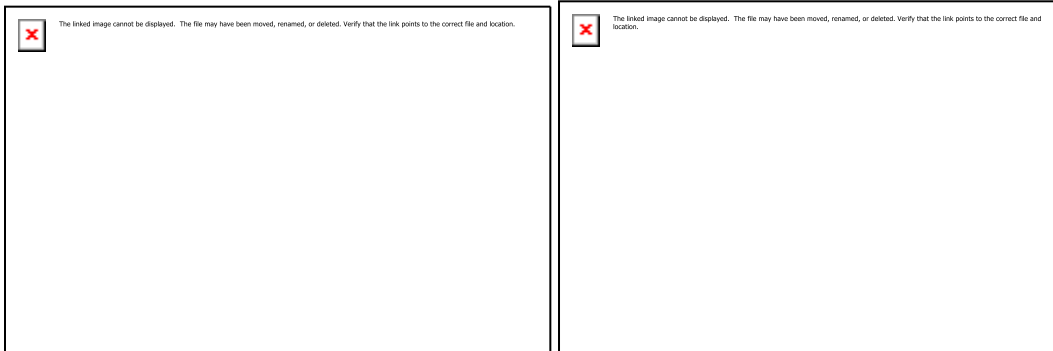 The linked image cannot be displayed. The file may have been moved, renamed, or deleted. Verify that the link points to the correct file and location.
The linked image cannot be displayed. The file may have been moved, renamed, or deleted. Verify that the link points to the correct file and
location.